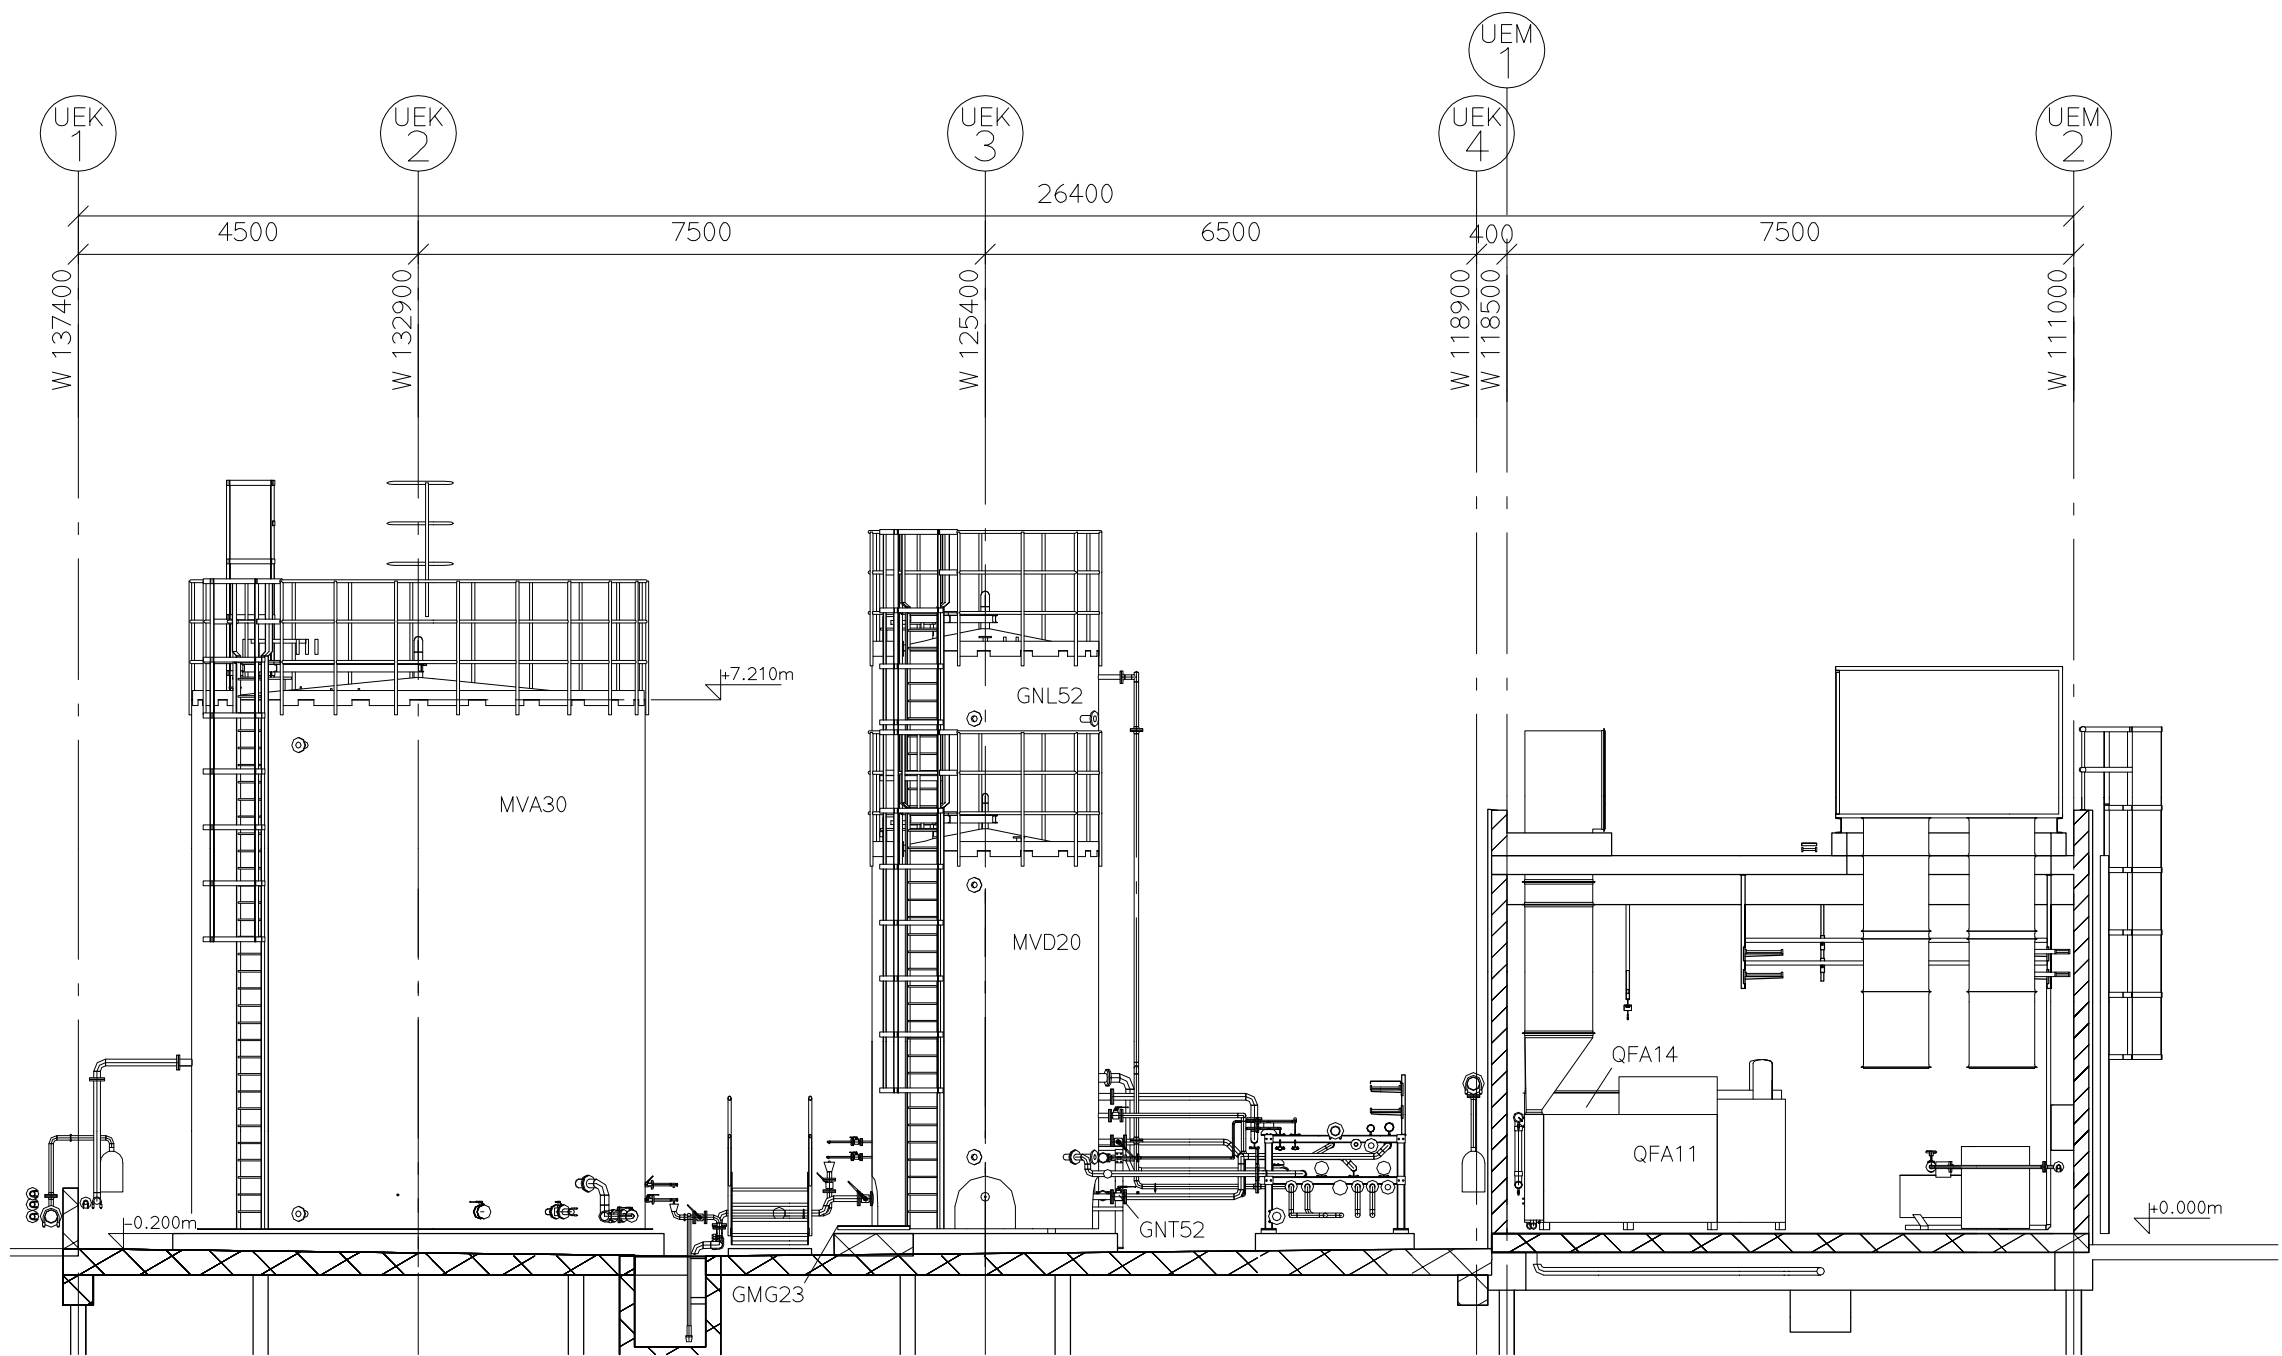 UEM
1
UEK
1
UEK
2
UEK
3
UEK
4
UEM
2
26400
4500
7500
6500
400
7500
W 137400
W 132900
W 125400
W 118900
W 118500
W 111000
+7.210m
GNL52
MVA30
MVD20
QFA14
QFA11
-0.200m
+0.000m
GNT52
GMG23